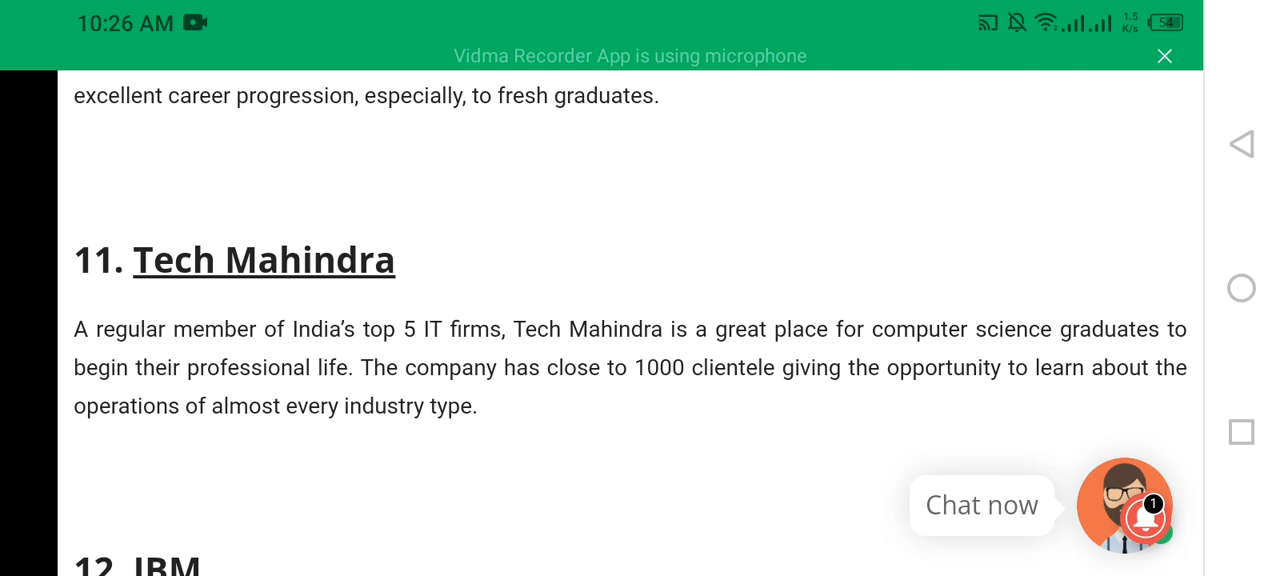 10:26 AM
1.5
K/s
54
Vidma Recorder App is using microphone
excellent career progression, especially, to fresh graduates.
11. Tech Mahindra
A regular member of India’s top 5 IT firms, Tech Mahindra is a great place for computer science graduates to
begin their professional life. The company has close to 1000 clientele giving the opportunity to learn about the
operations of almost every industry type.
Chat now
1
12. IBM